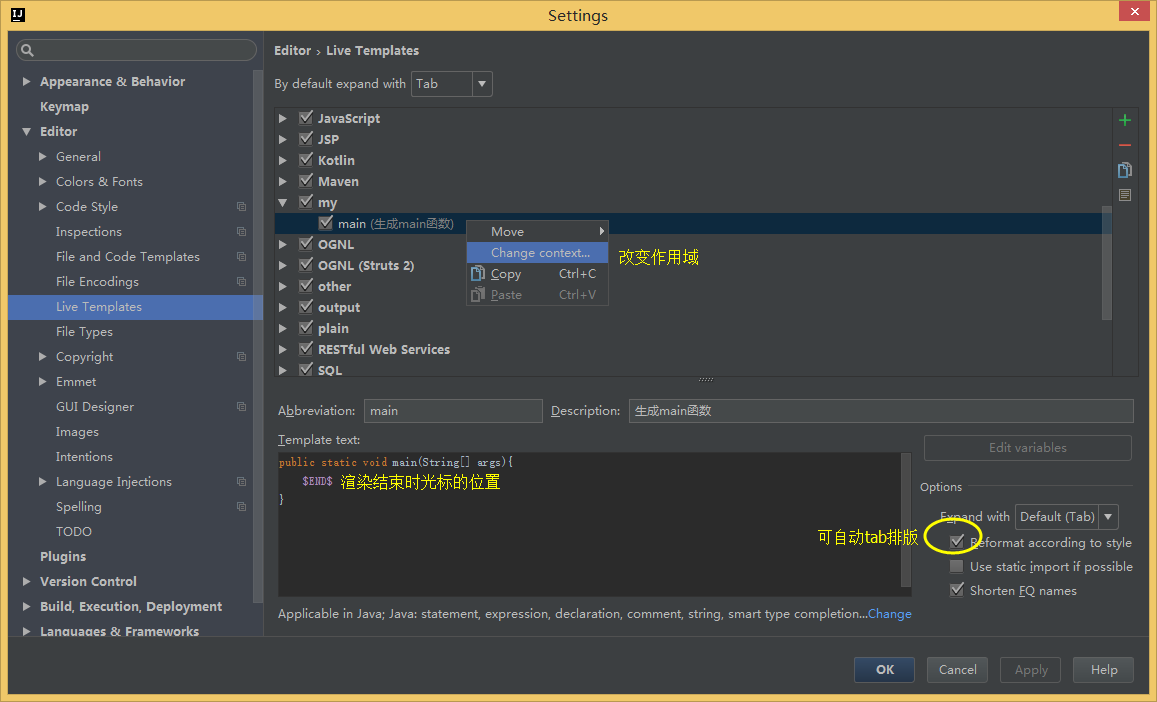 IJ
Settings
Editor › Live Templates
By default expand with Tab
Appearance & Behavior
Keymap
Editor
General
Colors & Fonts
Code Style
Inspections
File and Code Templates
File Encodings
Live Templates
File Types
Copyright
Emmet
GUI Designer
Images
Intentions
Language Injections
Spelling
TODO
Plugins
Version Control
Build, Execution, Deployment
Languages & Frameworks
JavaScript
JSP
Kotlin
Maven
my
main (生成main函数)
OGNL
OGNL (Struts 2)
other
output
plain
RESTful Web Services
SQL
Move
Change context...
改变作用域
Copy Ctrl+C
Paste Ctrl+V
Abbreviation: main Description: 生成main函数
Template text:
public static void main(String[] args){
$END$ 渲染结束时光标的位置
}
Edit variables
Options
Expand with Default (Tab)
可自动tab排版
Reformat according to style
Use static import if possible
Shorten FQ names
Applicable in Java; Java: statement, expression, declaration, comment, string, smart type completion...Change
OK Cancel Apply Help